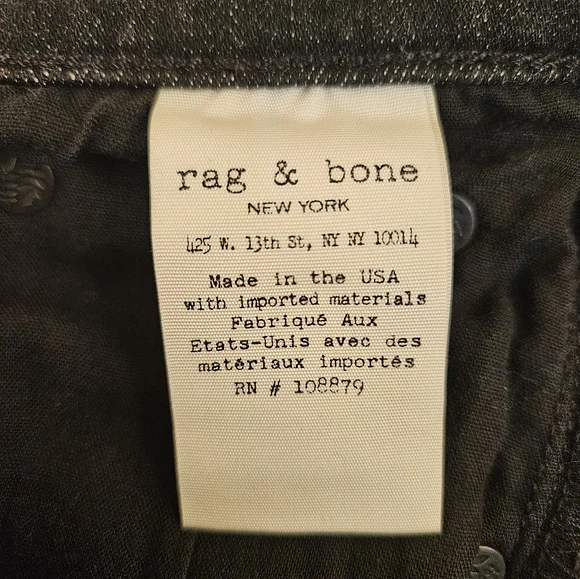 rag & bone
NEW YORK
425 W. 13th St, NY NY 10014
Made in the USA
with imported materials
Fabriqué Aux
Etats-Unis avec des
matériaux importés
RN # 108879